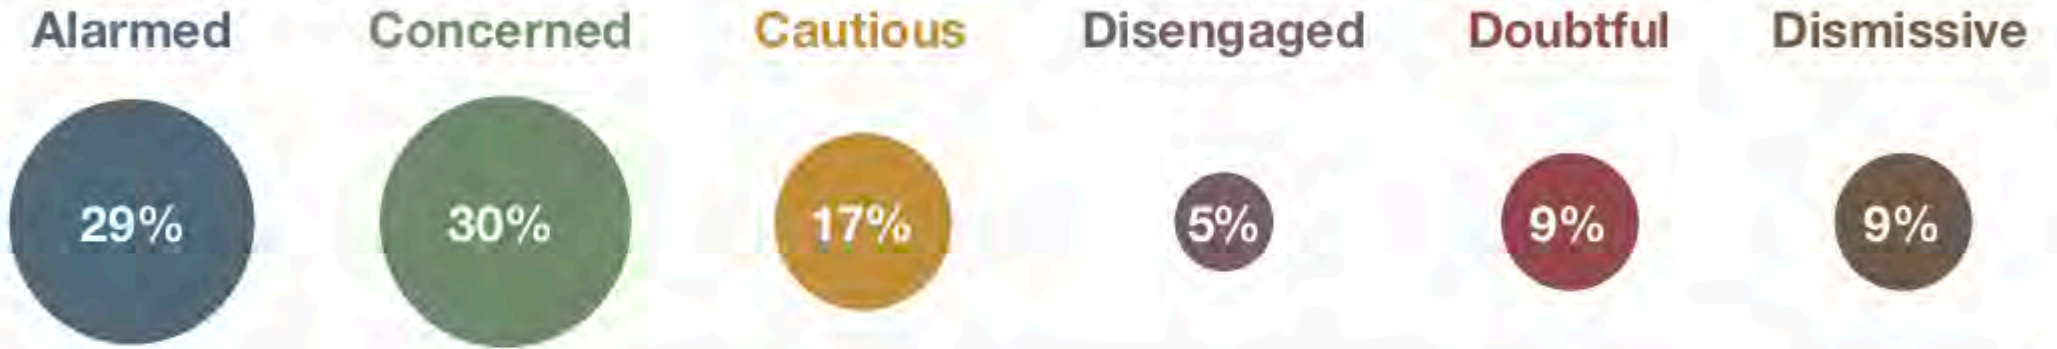 Alarmed Concerned Cautious Disengaged Doubtful Dismissive
29% 30% 17% 5% 9% 9%